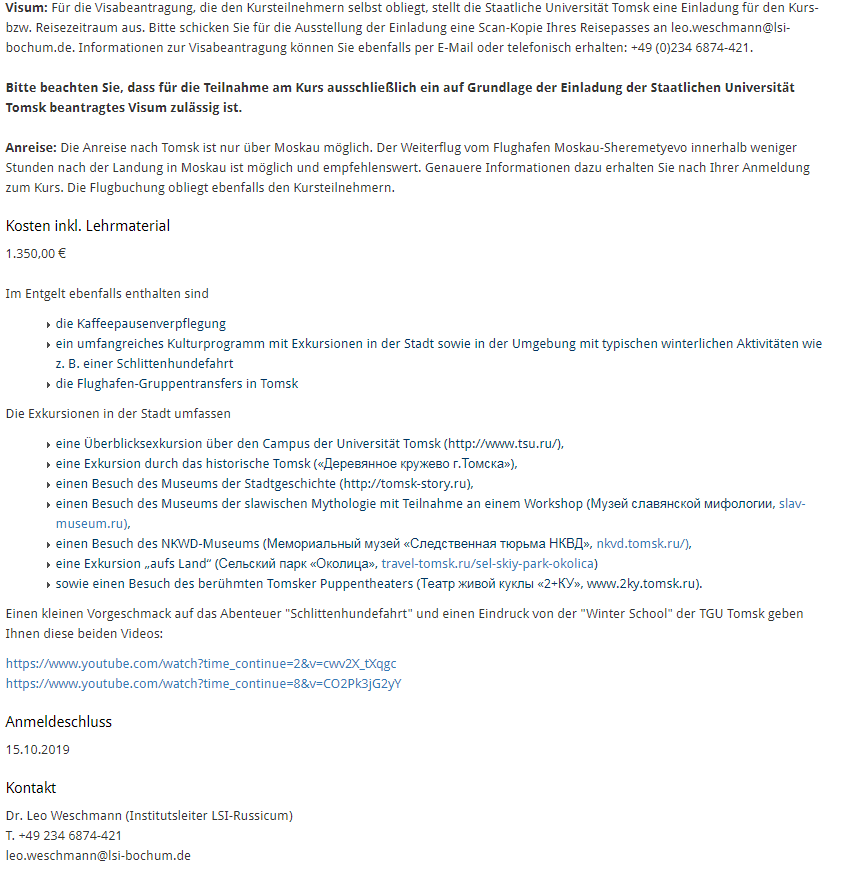 Visum: Für die Visabeantragung, die den Kursteilnehmern selbst obliegt, stellt die Staatliche Universität Tomsk eine Einladung für den Kurs-
bzw. Reisezeitraum aus. Bitte schicken Sie für die Ausstellung der Einladung eine Scan-Kopie Ihres Reisepasses an leo.weschmann@lsi-
bochum.de. Informationen zur Visabeantragung können Sie ebenfalls per E-Mail oder telefonisch erhalten: +49 (0)234 6874-421.
Bitte beachten Sie, dass für die Teilnahme am Kurs ausschließlich ein auf Grundlage der Einladung der Staatlichen Universität
Tomsk beantragtes Visum zulässig ist.
Anreise: Die Anreise nach Tomsk ist nur über Moskau möglich. Der Weiterflug vom Flughafen Moskau-Sheremetyevo innerhalb weniger
Stunden nach der Landung in Moskau ist möglich und empfehlenswert. Genauere Informationen dazu erhalten Sie nach Ihrer Anmeldung
zum Kurs. Die Flugbuchung obliegt ebenfalls den Kursteilnehmern.
Kosten inkl. Lehrmaterial
1.350,00 €
Im Entgelt ebenfalls enthalten sind
die Kaffeepausenverpflegung
ein umfangreiches Kulturprogramm mit Exkursionen in der Stadt sowie in der Umgebung mit typischen winterlichen Aktivitäten wie
z. B. einer Schlittenhundefahrt
die Flughafen-Gruppentransfers in Tomsk
Die Exkursionen in der Stadt umfassen
eine Überblicksexkursion über den Campus der Universität Tomsk (http://www.tsu.ru/),
eine Exkursion durch das historische Tomsk («Деревянное кружево г.Томска»),
einen Besuch des Museums der Stadtgeschichte (http://tomsk-story.ru),
einen Besuch des Museums der slawischen Mythologie mit Teilnahme an einem Workshop (Музей славянской мифологии, slav-
museum.ru),
einen Besuch des NKWD-Museums (Мемориальный музей «Следственная тюрьма НКВД», nkvd.tomsk.ru/),
eine Exkursion „aufs Land“ (Сельский парк «Околица», travel-tomsk.ru/sel-skiy-park-okolica)
sowie einen Besuch des berühmten Tomsker Puppentheaters (Театр живой куклы «2+КУ», www.2ky.tomsk.ru).
Einen kleinen Vorgeschmack auf das Abenteuer "Schlittenhundefahrt" und einen Eindruck von der "Winter School" der TGU Tomsk geben
Ihnen diese beiden Videos:
https://www.youtube.com/watch?time_continue=2&v=cwv2X_tXqgc
https://www.youtube.com/watch?time_continue=8&v=CO2Pk3jG2yY
Anmeldeschluss
15.10.2019
Kontakt
Dr. Leo Weschmann (Institutsleiter LSI-Russicum)
T. +49 234 6874-421
leo.weschmann@lsi-bochum.de